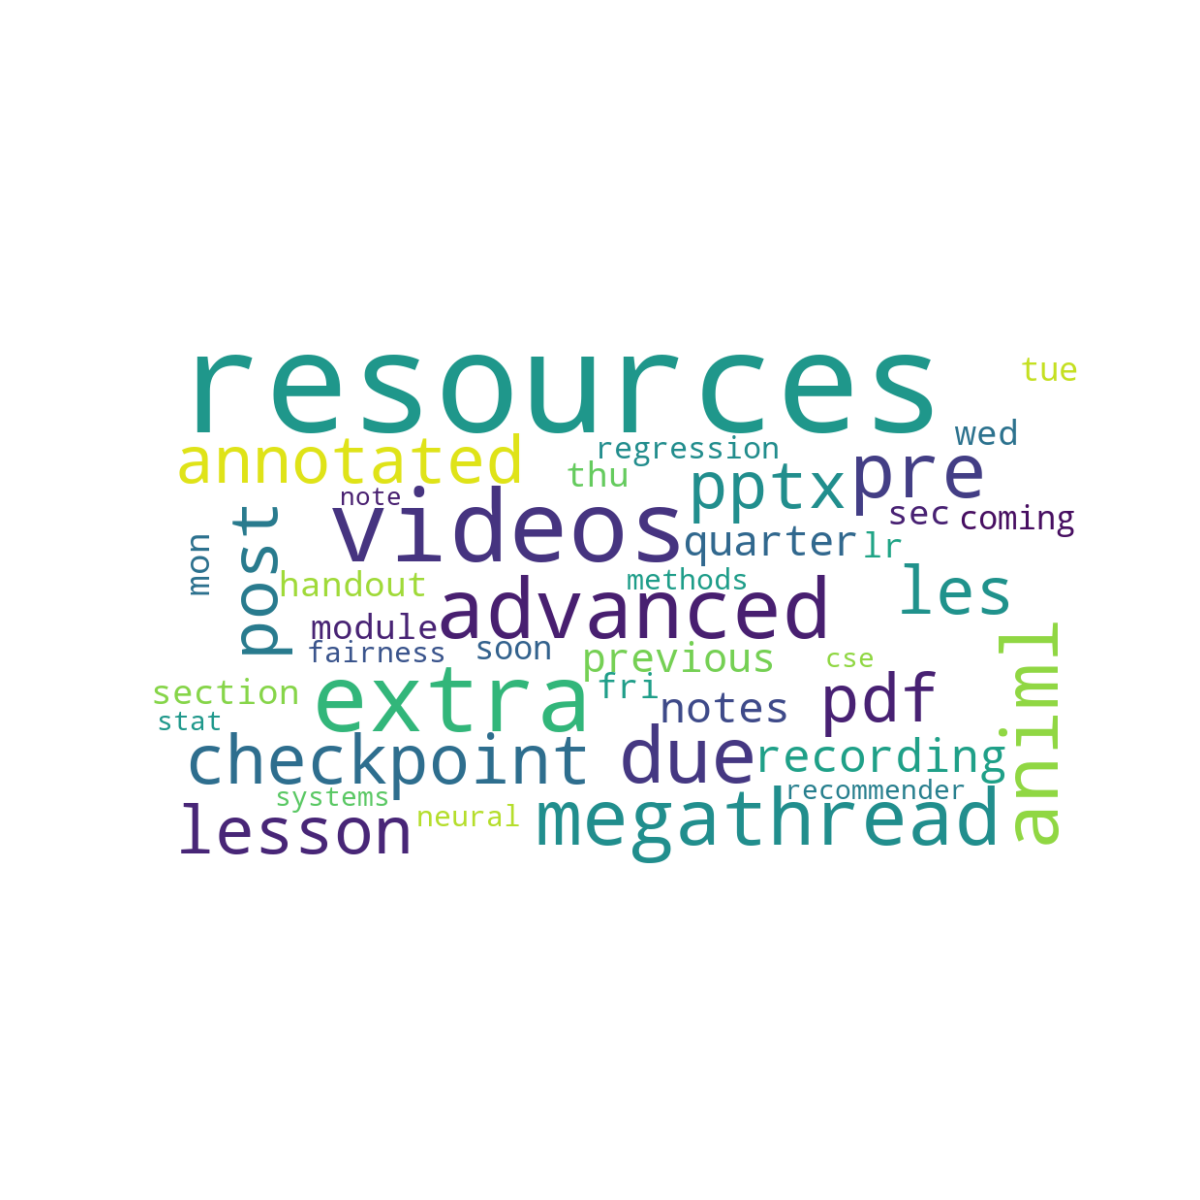 resources
tue
wed
annotated
regression
thu
pptx
pre
note
videos
sec
coming
post
quarter
lr
mon
handout
methods
les
advanced
module
fairness
soon
previous
cse
animl
section
extra
fri
notes
pdf
stat
checkpoint
due
recording
systems
recommender
lesson
neural
megathread